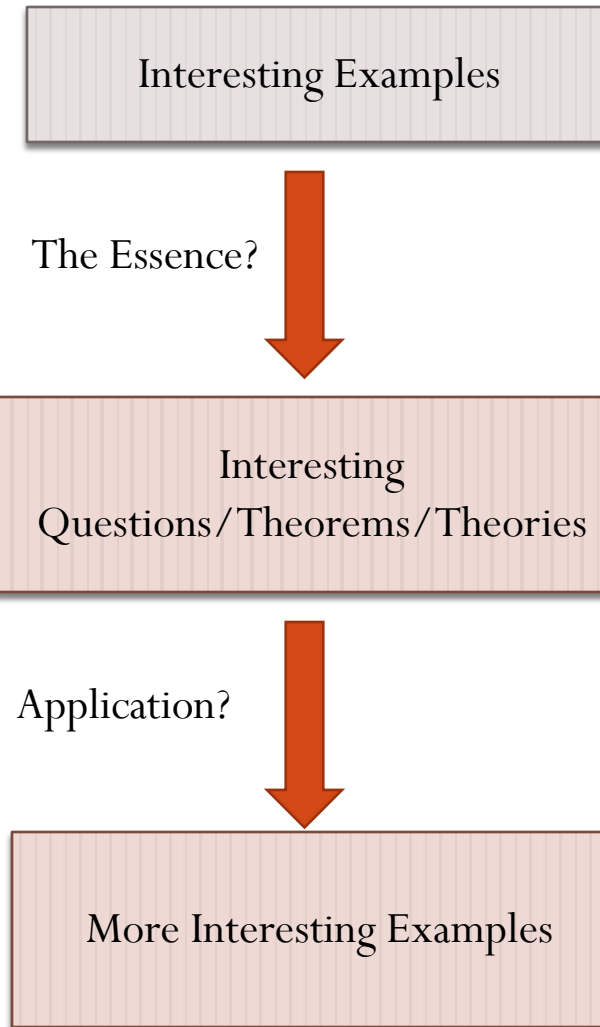 Interesting Examples
The Essence?
Interesting
Questions/Theorems/Theories
Application?
More Interesting Examples